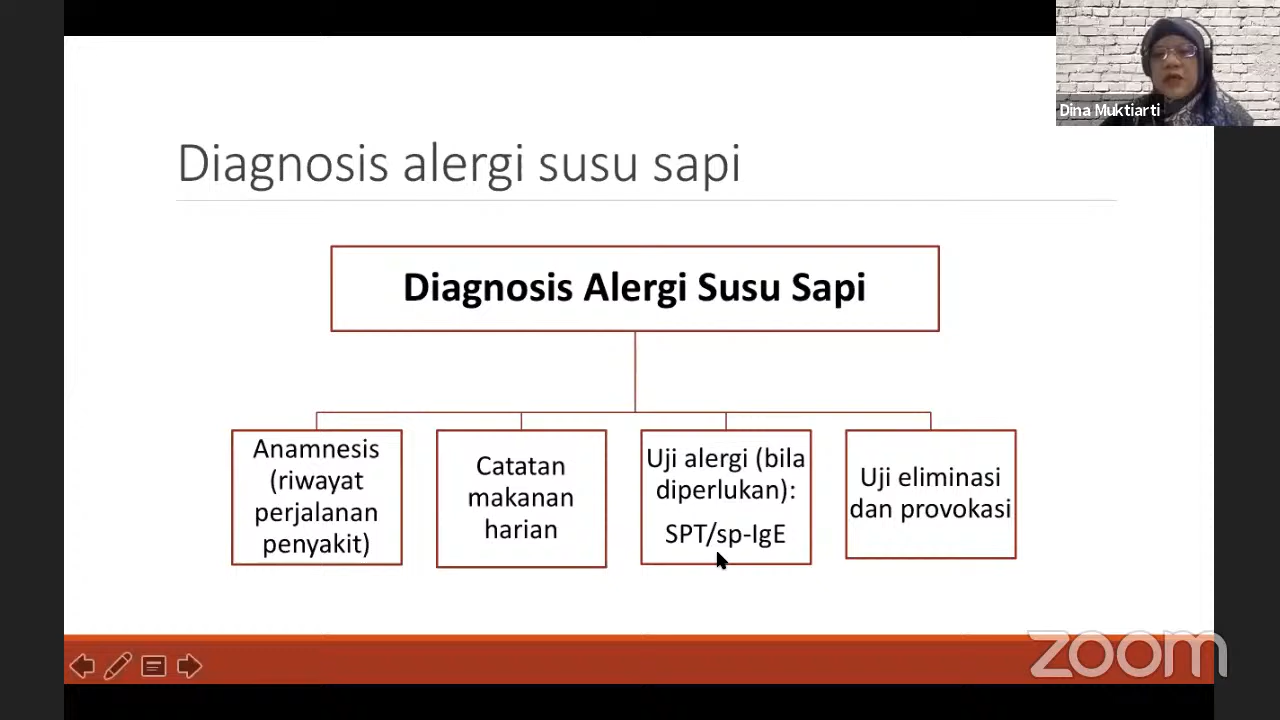 Dina Muktiarti
Diagnosis alergi susu sapi
Diagnosis Alergi Susu Sapi
Anamnesis
(riwayat
perjalanan
penyakit)
Catatan
makanan
harian
Uji alergi (bila
diperlukan):
SPT/sp-IgE
Uji eliminasi
dan provokasi
zoom